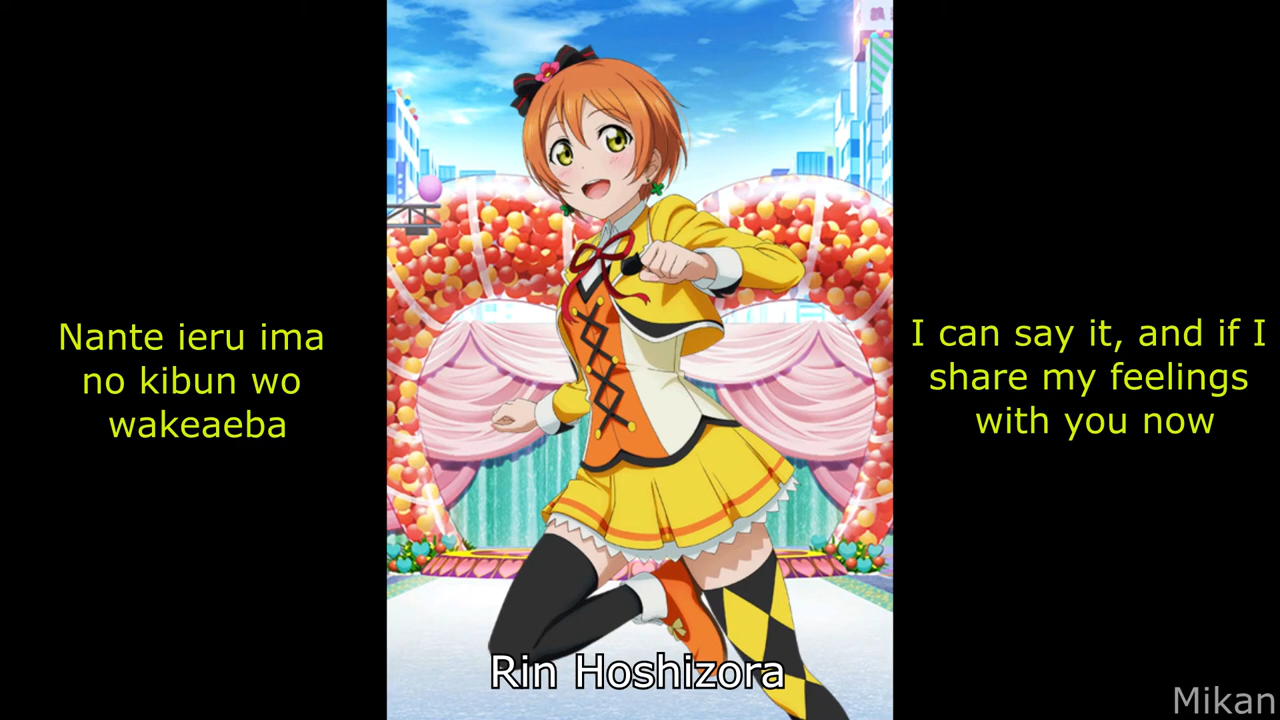 Nante ieru ima
no kibun wo
wakeaeba
I can say it, and if I
share my feelings
with you now
Rin Hoshizora
Mikan